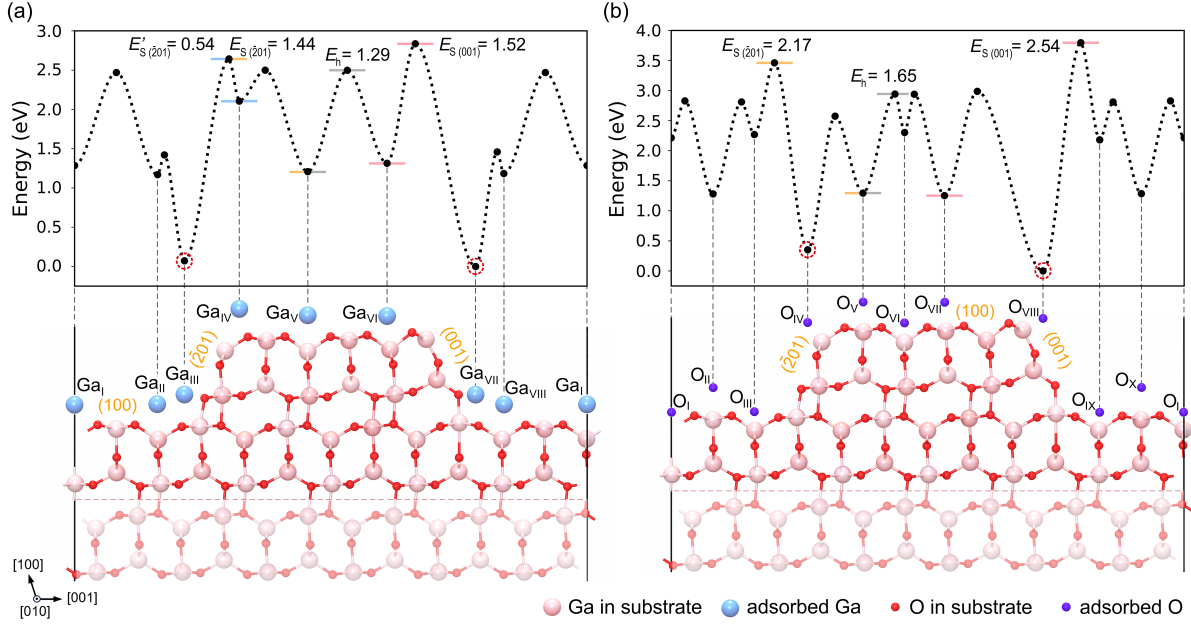 (a)
E′S (2̄01) = 0.54
ES (2̄01) = 1.44
Eh = 1.29
ES (001) = 1.52
Energy (eV)
3.0
2.5
2.0
1.5
1.0
0.5
0.0
GaI
GaII
GaIII
GaIV
GaV
GaVI
GaVII
GaVIII
GaI
(100)
(2̄01)
(001)
(b)
ES (2̄01) = 2.17
Eh = 1.65
ES (001) = 2.54
Energy (eV)
4.0
3.5
3.0
2.5
2.0
1.5
1.0
0.5
0.0
OI
OII
OIII
OIV
OV
OVI
OVII
OVIII
OIX
OX
OI
(2̄01)
(100)
(001)
[100]
[010]
[001]
Ga in substrate
adsorbed Ga
O in substrate
adsorbed O